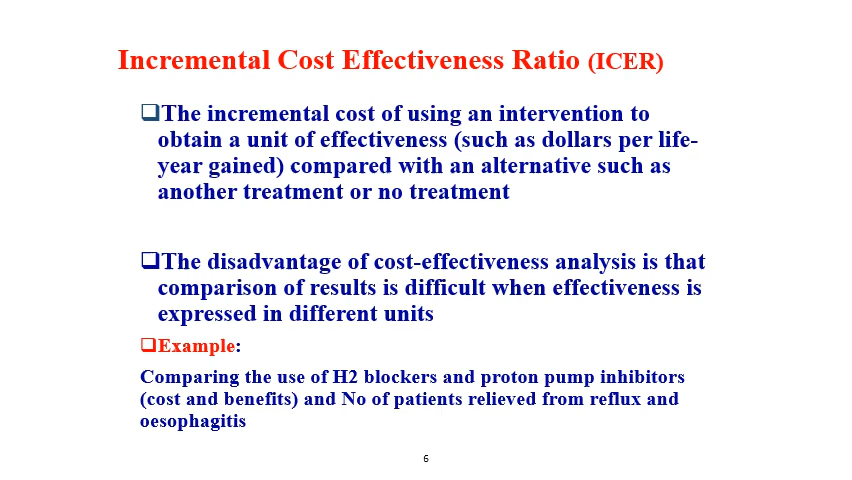 Incremental Cost Effectiveness Ratio (ICER)
❑The incremental cost of using an intervention to
obtain a unit of effectiveness (such as dollars per life-
year gained) compared with an alternative such as
another treatment or no treatment
❑The disadvantage of cost-effectiveness analysis is that
comparison of results is difficult when effectiveness is
expressed in different units
❑Example:
Comparing the use of H2 blockers and proton pump inhibitors
(cost and benefits) and No of patients relieved from reflux and
oesophagitis
6